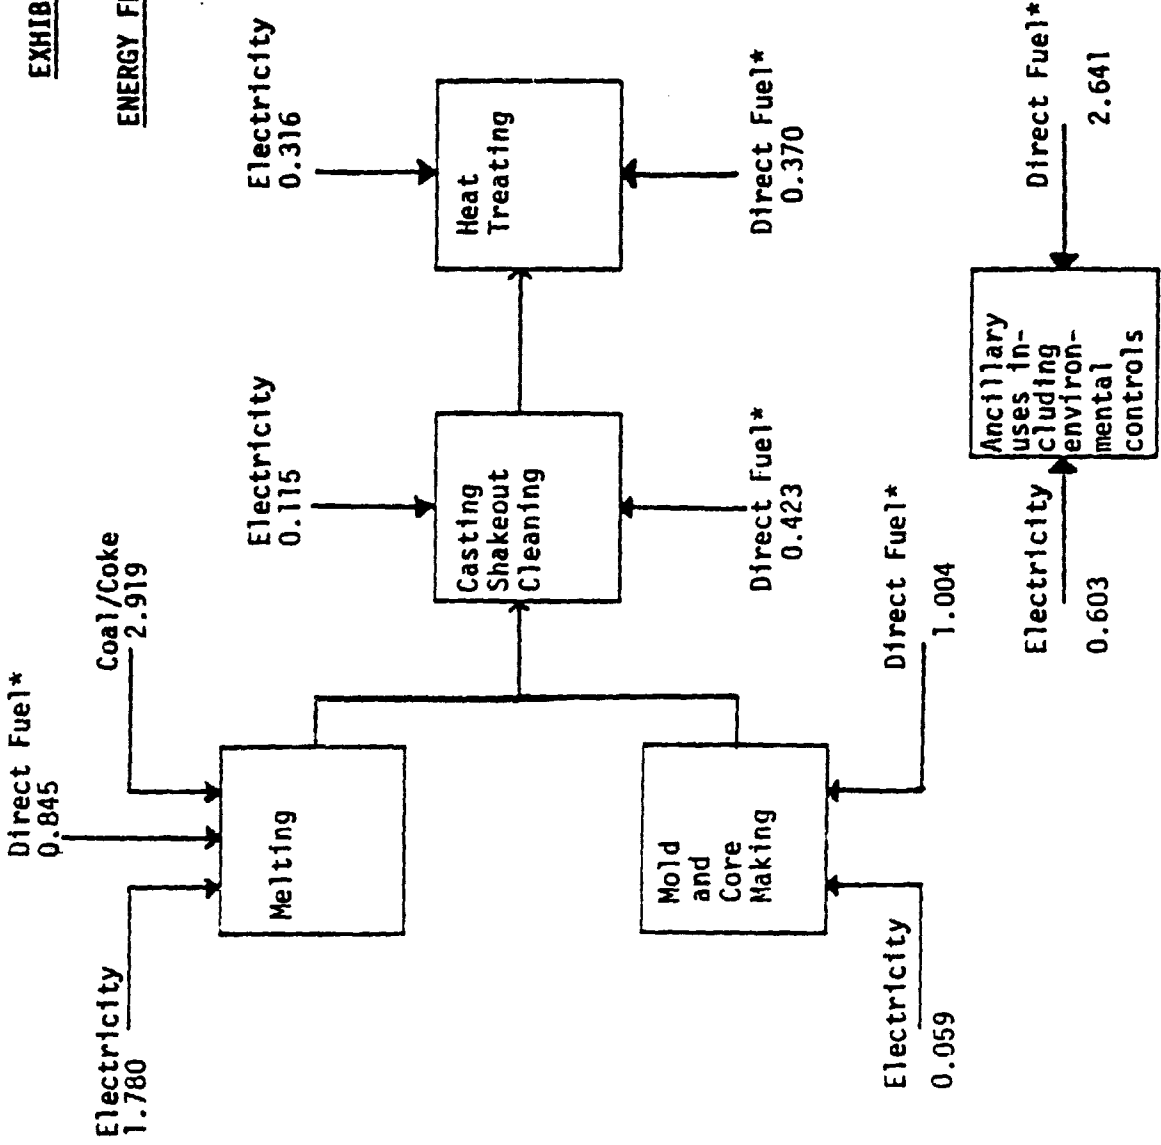 EXHIB
ENERGY F
Direct Fuel*
0.845
Electricity
1.780
Coal/Coke
2.919
Melting
Electricity
0.115
Electricity
0.316
Casting
Shakeout
Cleaning
Heat
Treating
Direct Fuel*
0.423
Direct Fuel*
0.370
Mold
and
Core
Making
Electricity
0.059
Direct Fuel*
1.004
Electricity
0.603
Ancillary
uses in-
cluding
environ-
mental
controls
Direct Fuel*
2.641